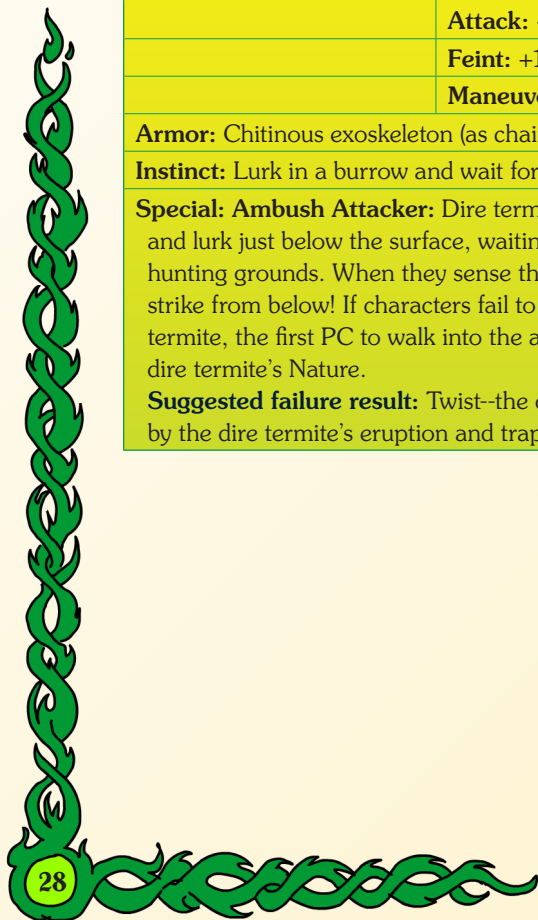 Attack:
Feint: +1
Maneuve
Armor: Chitinous exoskeleton (as chai
Instinct: Lurk in a burrow and wait for
Special: Ambush Attacker: Dire term
and lurk just below the surface, waitin
hunting grounds. When they sense th
strike from below! If characters fail to
termite, the first PC to walk into the a
dire termite's Nature.
Suggested failure result: Twist--the c
by the dire termite's eruption and trap
28